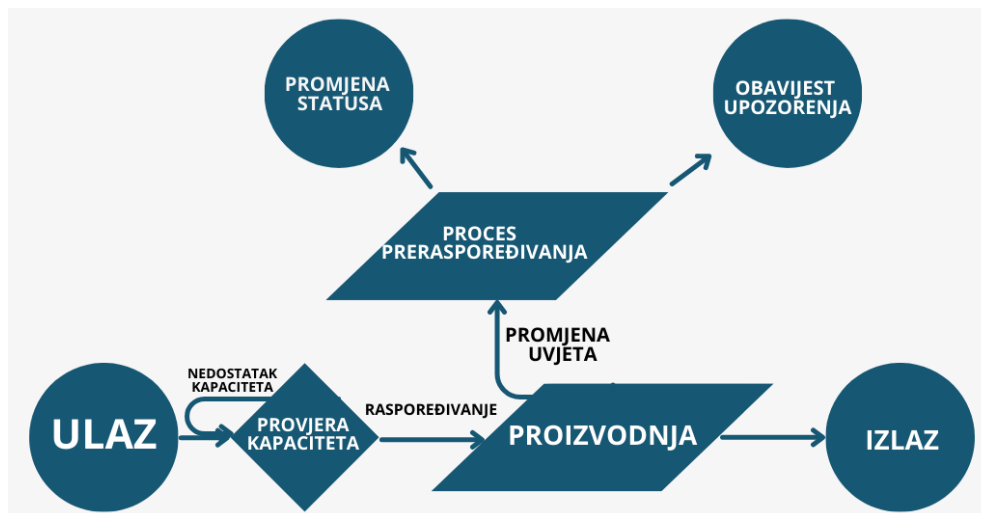 PROMJENA
STATUSA
OBAVIJEST
UPOZORENJA
PROCES
PRERASPOREĐIVANJA
PROMJENA
UVJETA
NEDOSTATAK
KAPACITETA
ULAZ
PROVJERA
KAPACITETA
RASPOREĐIVANJE
PROIZVODNJA
IZLAZ